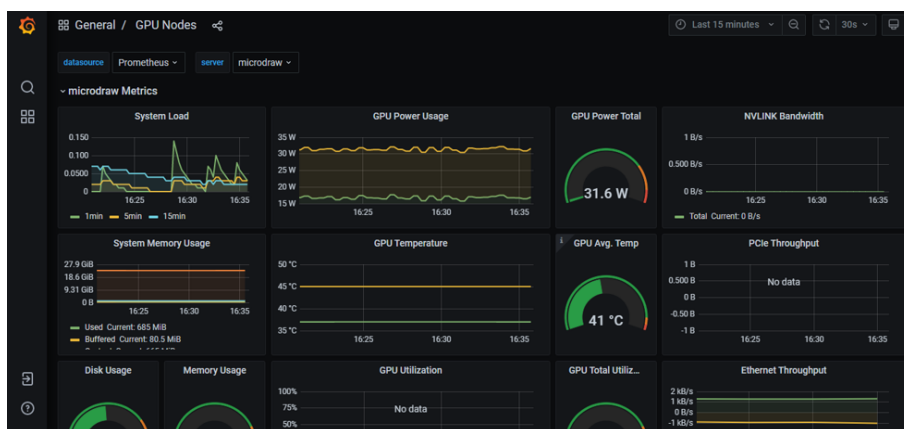 General / GPU Nodes
Last 15 minutes
30s
datasource Prometheus server microdraw
microdraw Metrics
System Load
0.150
0.100
0.0500
0
16:25 16:30 16:35
1min 5min 15min
GPU Power Usage
35 W
30 W
25 W
20 W
15 W
16:25 16:30 16:35
GPU Power Total
31.6 W
NVLINK Bandwidth
1 B/s
0.500 B/s
0 B/s
16:25 16:30 16:35
Total Current: 0 B/s
System Memory Usage
27.9 GiB
18.6 GiB
9.31 GiB
0 B
16:25 16:30 16:35
Used Current: 685 MiB
Buffered Current: 80.5 MiB
GPU Temperature
50 °C
45 °C
40 °C
35 °C
16:25 16:30 16:35
i GPU Avg. Temp
41 °C
PCIe Throughput
1 B
0.500 B
0 B
-0.50 B
-1 B
No data
16:25 16:30 16:35
Disk Usage
Memory Usage
GPU Utilization
100%
75%
50%
No data
GPU Total Utiliz...
Ethernet Throughput
2 kB/s
1 kB/s
0 B/s
-1 kB/s